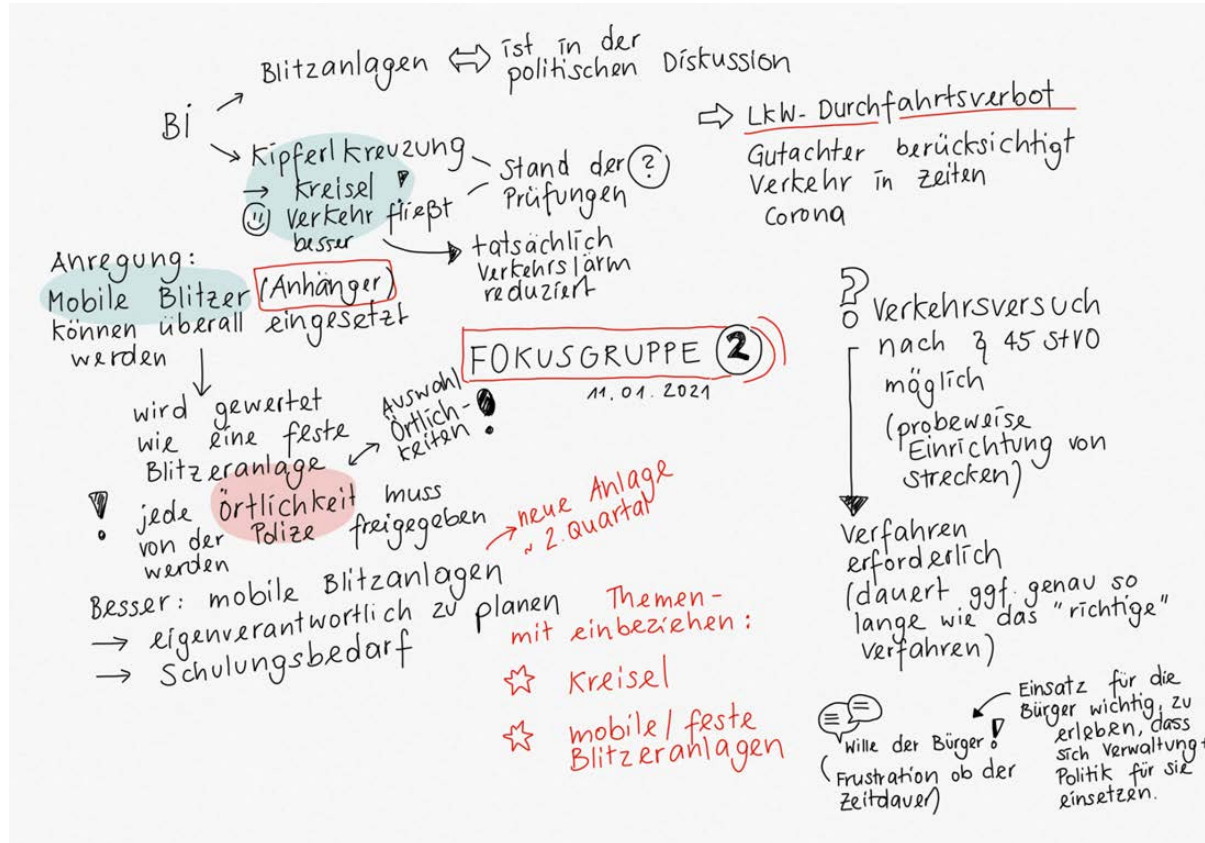 BI
Blitzanlagen ⇔ ist in der
politischen Diskussion
Kipferlkreuzung
→ Kreisel !
Verkehr fließt
besser
Stand der ?
Prüfungen
tatsächlich
Verkehrslärm
reduziert
⇨ LKW-Durchfahrtsverbot
Gutachter berücksichtigt
Verkehr in Zeiten
Corona
Anregung:
Mobile Blitzer (Anhänger)
können überall eingesetzt
werden
FOKUSGRUPPE 2
11.01.2021
wird gewertet
wie eine feste
Blitzeranlage
Auswahl
Örtlich-
keiten !
! jede Örtlichkeit muss
von der Polize freigegeben
werden
→ neue Anlage
~ 2. Quartal
Besser: mobile Blitzanlagen
→ eigenverantwortlich zu planen
→ Schulungsbedarf
Themen-
mit einbeziehen:
☆ Kreisel
☆ mobile/feste
Blitzeranlagen
? Verkehrsversuch
nach § 45 StVO
möglich
(probeweise
Einrichtung von
Strecken)
Verfahren
erforderlich
(dauert ggf. genau so
lange wie das "richtige"
Verfahren)
Wille der Bürger !
(Frustration ob der
Zeitdauer)
Einsatz für die
Bürger wichtig, zu
erleben, dass
sich Verwaltung +
Politik für sie
einsetzen.